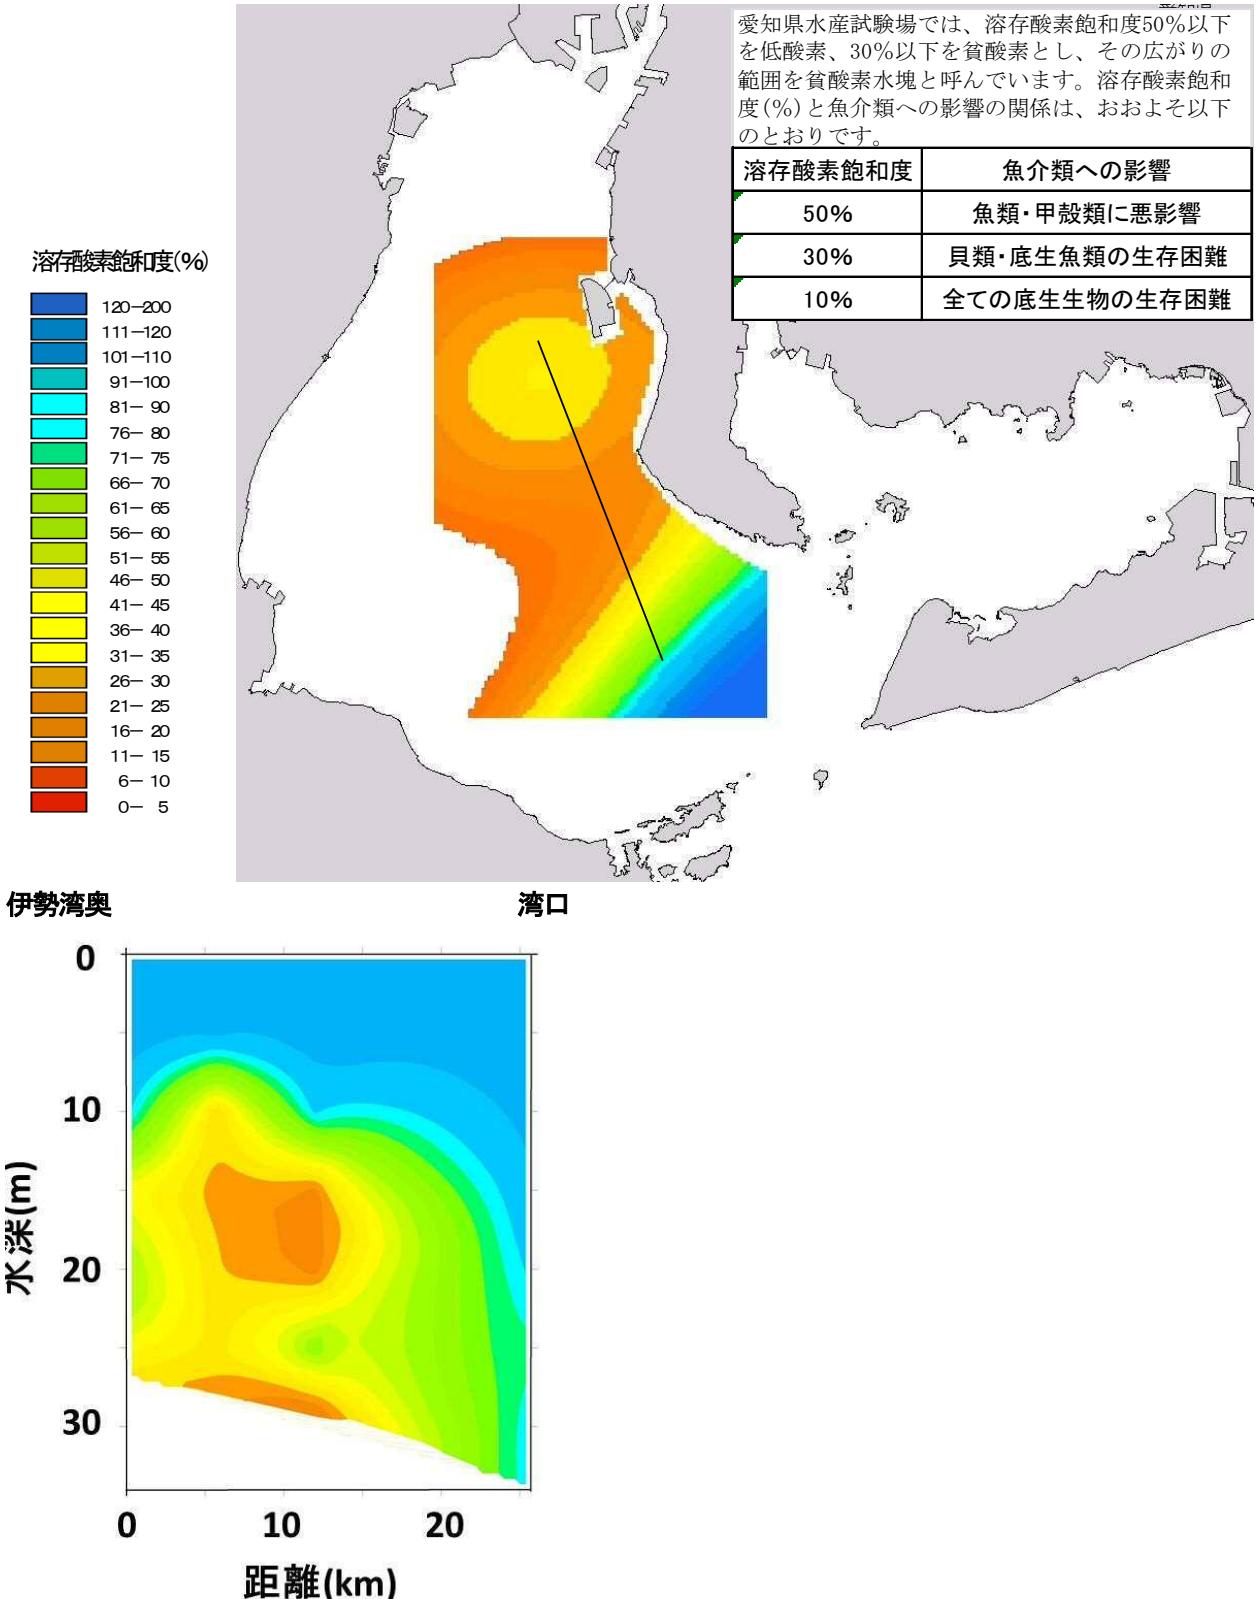 愛知県水産試験場では、溶存酸素飽和度50%以下
を低酸素、30%以下を貧酸素とし、その広がりの
範囲を貧酸素水塊と呼んでいます。溶存酸素飽和
度(%)と魚介類への影響の関係は、おおよそ以下
のとおりです。
溶存酸素飽和度 魚介類への影響
50% 魚類・甲殻類に悪影響
30% 貝類・底生魚類の生存困難
10% 全ての底生生物の生存困難
溶存酸素飽和度(%)
120-200
111-120
101-110
91-100
81- 90
76- 80
71- 75
66- 70
61- 65
56- 60
51- 55
46- 50
41- 45
36- 40
31- 35
26- 30
21- 25
16- 20
11- 15
6- 10
0- 5
伊勢湾奥 湾口
0
10
20
30
水深(m)
0 10 20
距離(km)